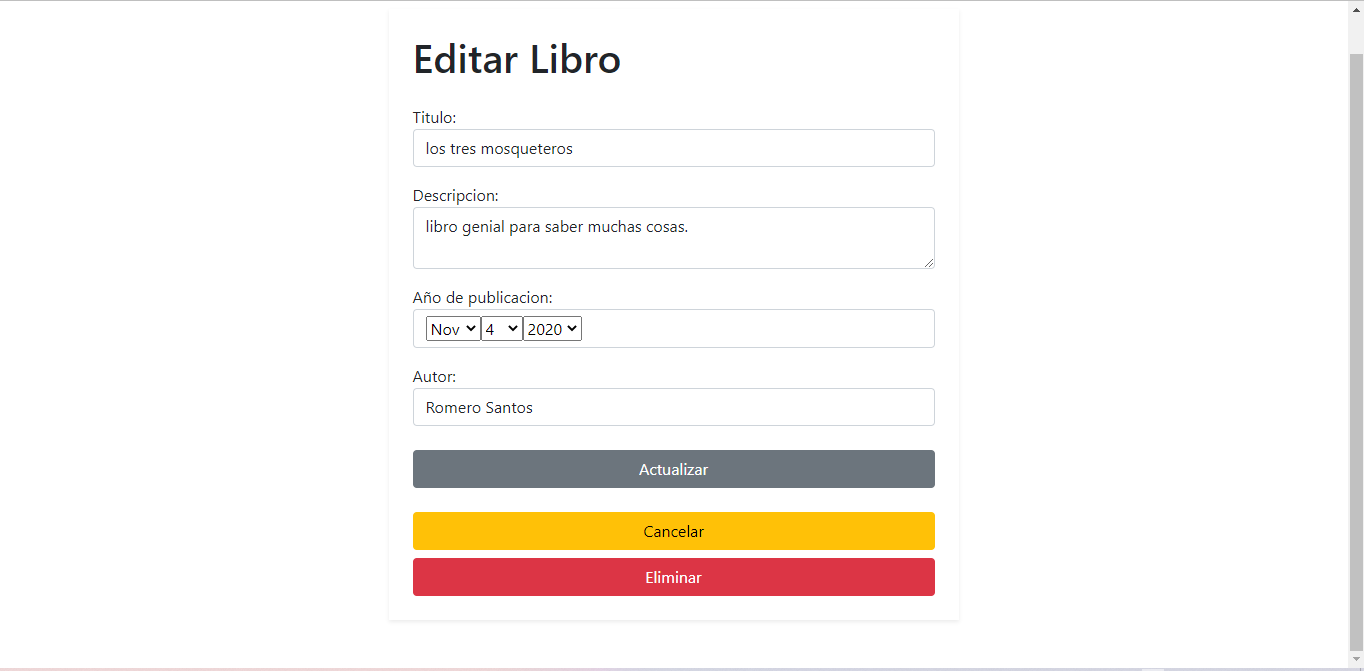 Editar Libro
Titulo:
los tres mosqueteros
Descripcion:
libro genial para saber muchas cosas.
Año de publicacion:
Nov 4 2020
Autor:
Romero Santos
Actualizar
Cancelar
Eliminar